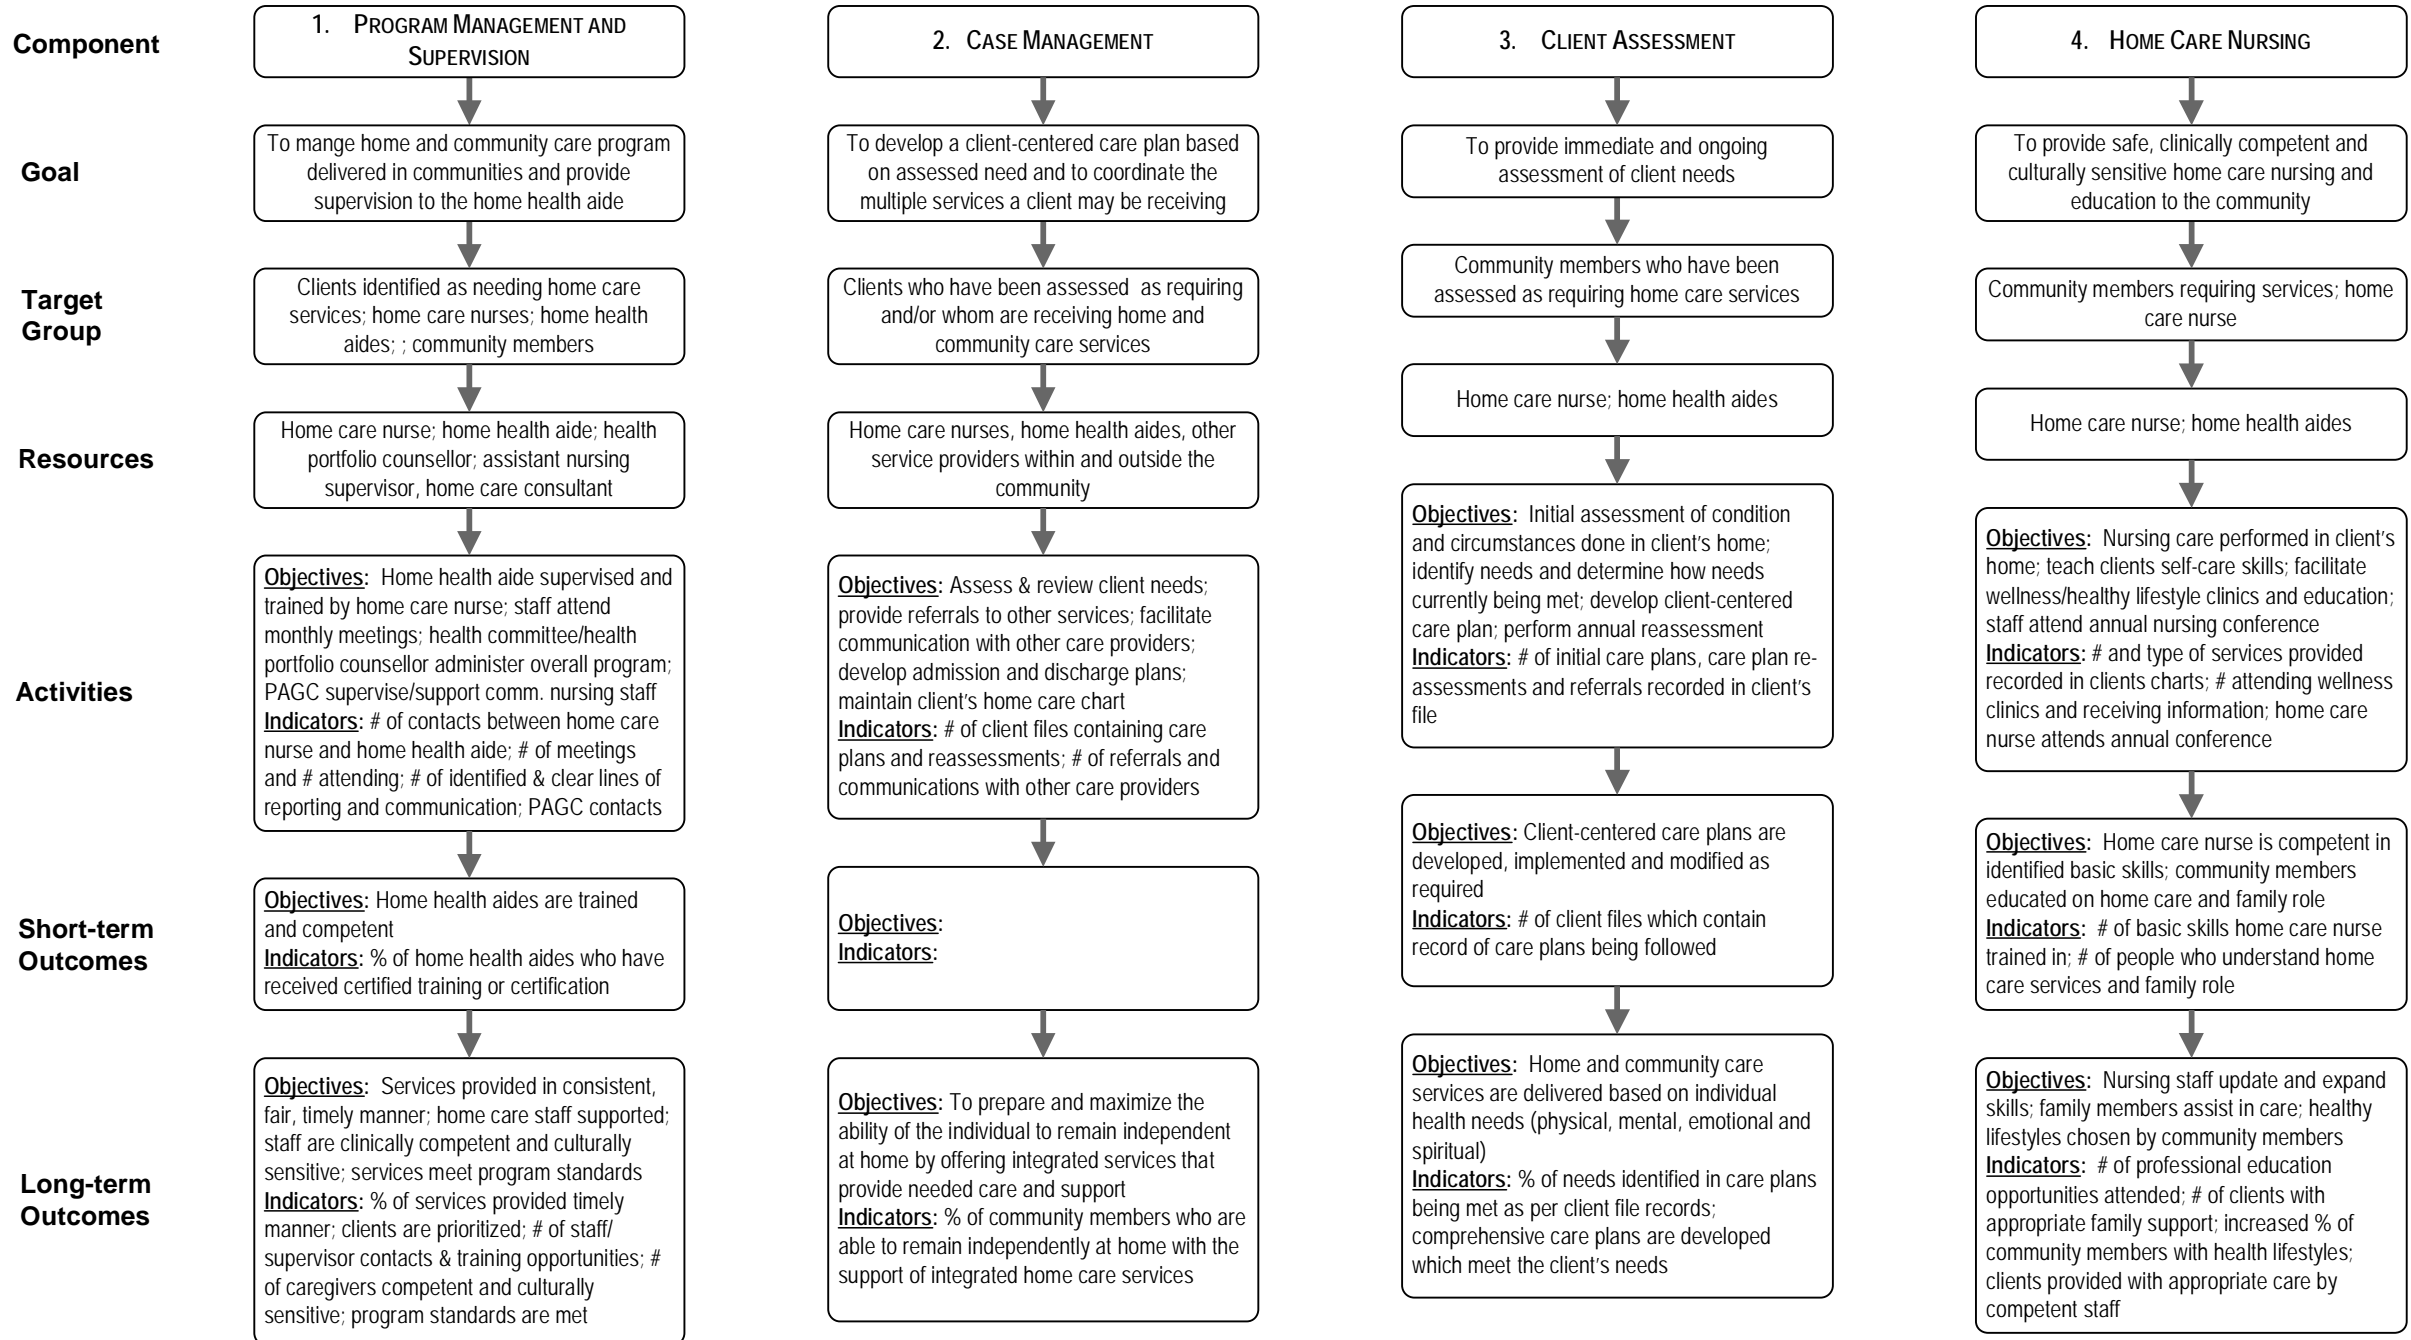 Component
1. PROGRAM MANAGEMENT AND
SUPERVISION
2. CASE MANAGEMENT
3. CLIENT ASSESSMENT
4. HOME CARE NURSING
Goal
To mange home and community care program
delivered in communities and provide
supervision to the home health aide
To develop a client-centered care plan based
on assessed need and to coordinate the
multiple services a client may be receiving
To provide immediate and ongoing
assessment of client needs
To provide safe, clinically competent and
culturally sensitive home care nursing and
education to the community
Target
Group
Clients identified as needing home care
services; home care nurses; home health
aides; ; community members
Clients who have been assessed as requiring
and/or whom are receiving home and
community care services
Community members who have been
assessed as requiring home care services
Community members requiring services; home
care nurse
Resources
Home care nurse; home health aide; health
portfolio counsellor; assistant nursing
supervisor, home care consultant
Home care nurses, home health aides, other
service providers within and outside the
community
Home care nurse; home health aides
Home care nurse; home health aides
Activities
Objectives: Home health aide supervised and
trained by home care nurse; staff attend
monthly meetings; health committee/health
portfolio counsellor administer overall program;
PAGC supervise/support comm. nursing staff
Indicators: # of contacts between home care
nurse and home health aide; # of meetings
and # attending; # of identified & clear lines of
reporting and communication; PAGC contacts
Objectives: Assess & review client needs;
provide referrals to other services; facilitate
communication with other care providers;
develop admission and discharge plans;
maintain client's home care chart
Indicators: # of client files containing care
plans and reassessments; # of referrals and
communications with other care providers
Objectives: Initial assessment of condition
and circumstances done in client's home;
identify needs and determine how needs
currently being met; develop client-centered
care plan; perform annual reassessment
Indicators: # of initial care plans, care plan re-
assessments and referrals recorded in client's
file
Objectives: Nursing care performed in client's
home; teach clients self-care skills; facilitate
wellness/healthy lifestyle clinics and education;
staff attend annual nursing conference
Indicators: # and type of services provided
recorded in clients charts; # attending wellness
clinics and receiving information; home care
nurse attends annual conference
Short-term
Outcomes
Objectives: Home health aides are trained
and competent
Indicators: % of home health aides who have
received certified training or certification
Objectives:
Indicators:
Objectives: Client-centered care plans are
developed, implemented and modified as
required
Indicators: # of client files which contain
record of care plans being followed
Objectives: Home care nurse is competent in
identified basic skills; community members
educated on home care and family role
Indicators: # of basic skills home care nurse
trained in; # of people who understand home
care services and family role
Long-term
Outcomes
Objectives: Services provided in consistent,
fair, timely manner; home care staff supported;
staff are clinically competent and culturally
sensitive; services meet program standards
Indicators: % of services provided timely
manner; clients are prioritized; # of staff/
supervisor contacts & training opportunities; #
of caregivers competent and culturally
sensitive; program standards are met
Objectives: To prepare and maximize the
ability of the individual to remain independent
at home by offering integrated services that
provide needed care and support
Indicators: % of community members who are
able to remain independently at home with the
support of integrated home care services
Objectives: Home and community care
services are delivered based on individual
health needs (physical, mental, emotional and
spiritual)
Indicators: % of needs identified in care plans
being met as per client file records;
comprehensive care plans are developed
which meet the client's needs
Objectives: Nursing staff update and expand
skills; family members assist in care; healthy
lifestyles chosen by community members
Indicators: # of professional education
opportunities attended; # of clients with
appropriate family support; increased % of
community members with health lifestyles;
clients provided with appropriate care by
competent staff